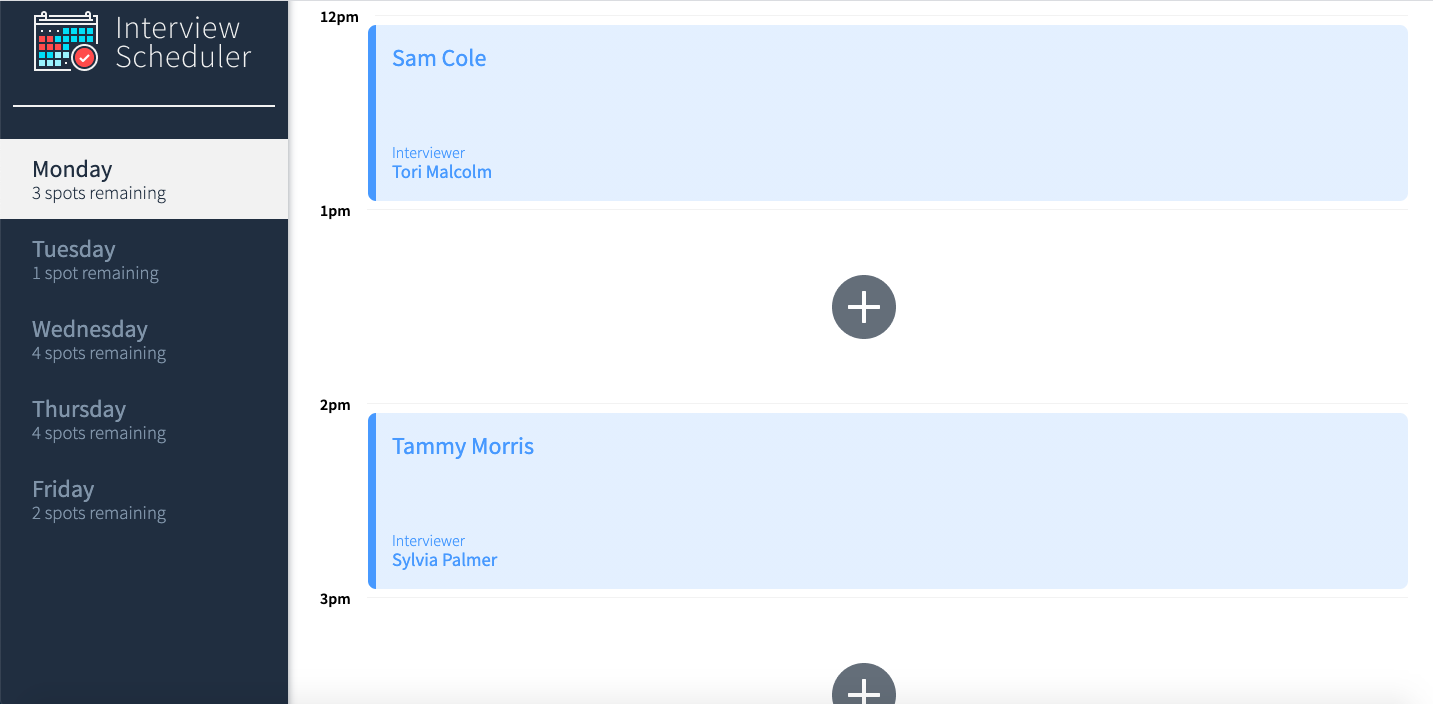 Interview
Scheduler
Monday
3 spots remaining
Tuesday
1 spot remaining
Wednesday
4 spots remaining
Thursday
4 spots remaining
Friday
2 spots remaining
12pm
Sam Cole
Interviewer
Tori Malcolm
1pm
2pm
Tammy Morris
Interviewer
Sylvia Palmer
3pm